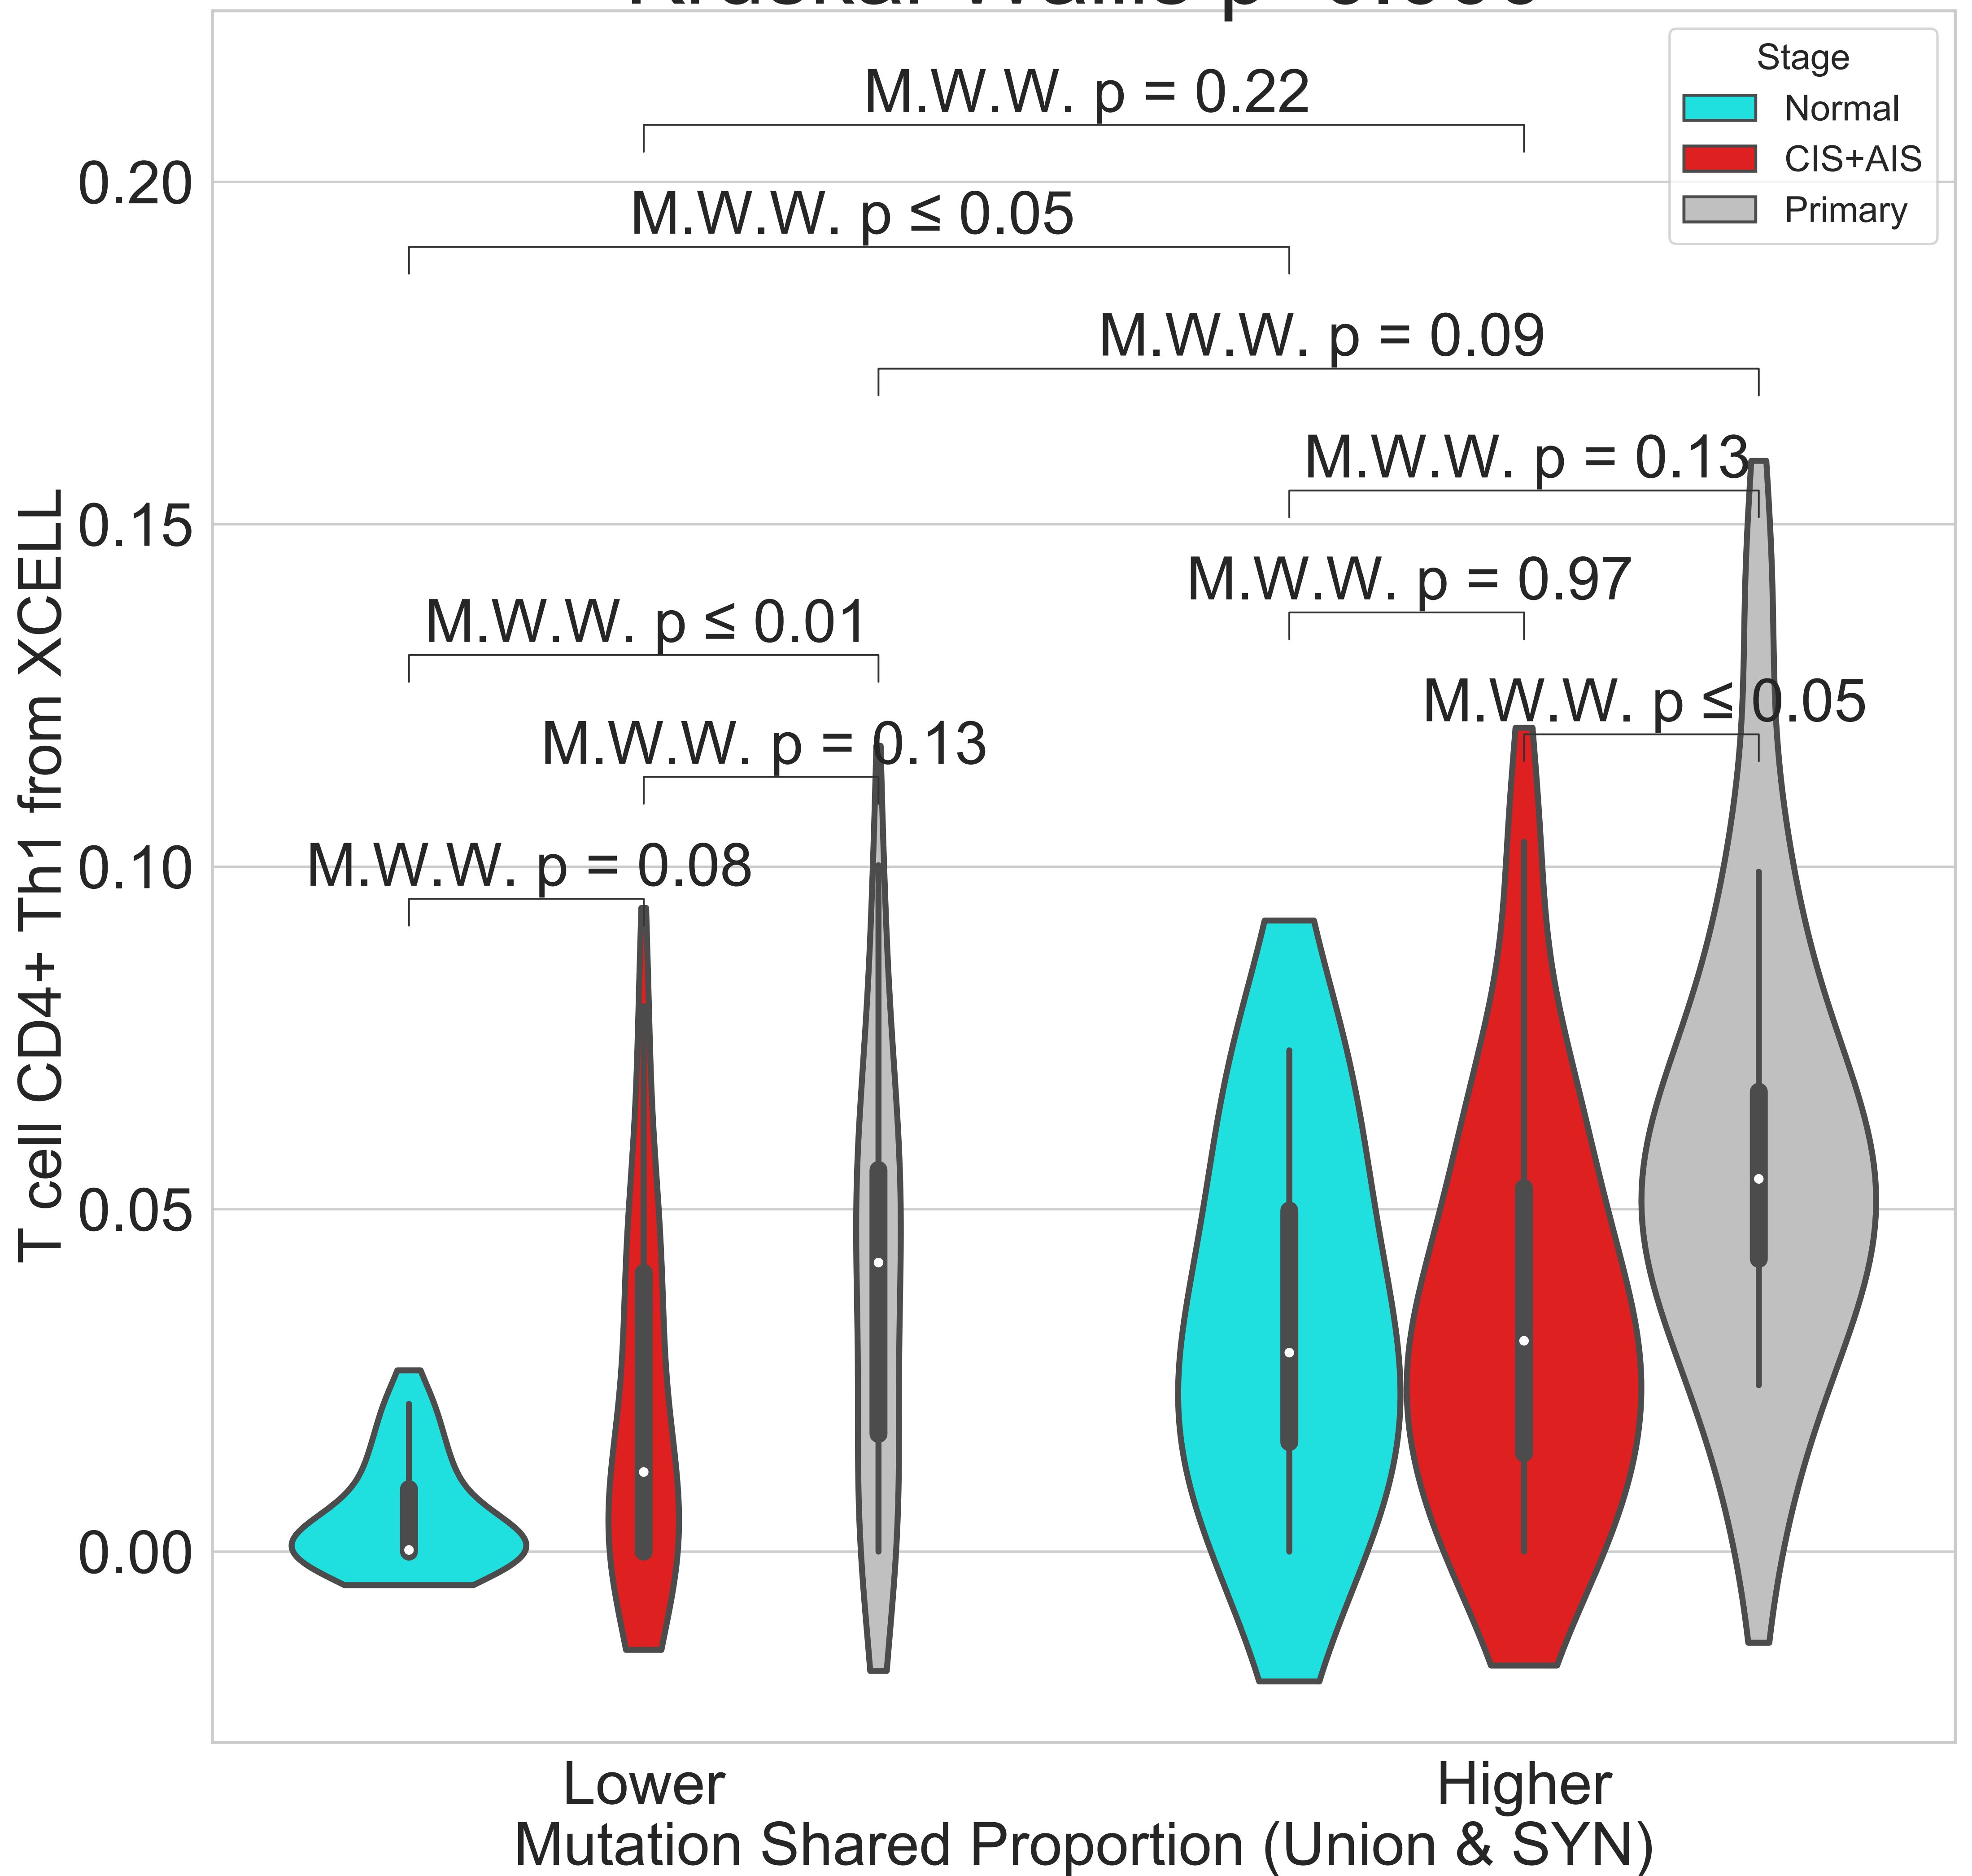 M.W.W. p = 0.22
M.W.W. p ≤ 0.05
M.W.W. p = 0.09
M.W.W. p = 0.13
M.W.W. p = 0.97
M.W.W. p ≤ 0.01
M.W.W. p ≤ 0.05
M.W.W. p = 0.13
M.W.W. p = 0.08
Stage
Normal
CIS+AIS
Primary
T cell CD4+ Th1 from XCELL
0.20
0.15
0.10
0.05
0.00
Lower
Higher
Mutation Shared Proportion (Union & SYN)